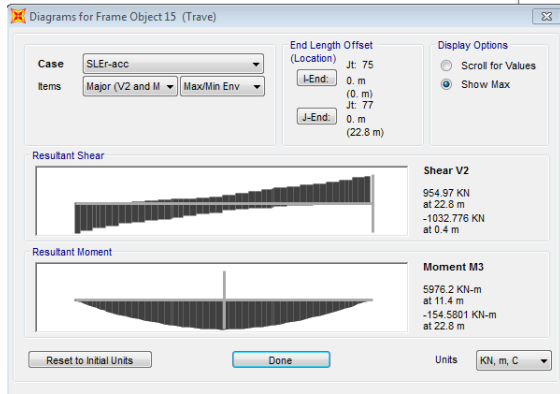 Diagrams for Frame Object 15 (Trave)
Case SLEr-acc
Items Major (V2 and M Max/Min Env
End Length Offset
(Location)
Jt: 75
I-End: 0. m
(0. m)
Jt: 77
J-End: 0. m
(22.8 m)
Display Options
Scroll for Values
Show Max
Resultant Shear
Shear V2
954.97 KN
at 22.8 m
-1032.776 KN
at 0.4 m
Resultant Moment
Moment M3
5976.2 KN-m
at 11.4 m
-154.5801 KN-m
at 22.8 m
Reset to Initial Units Done Units KN, m, C